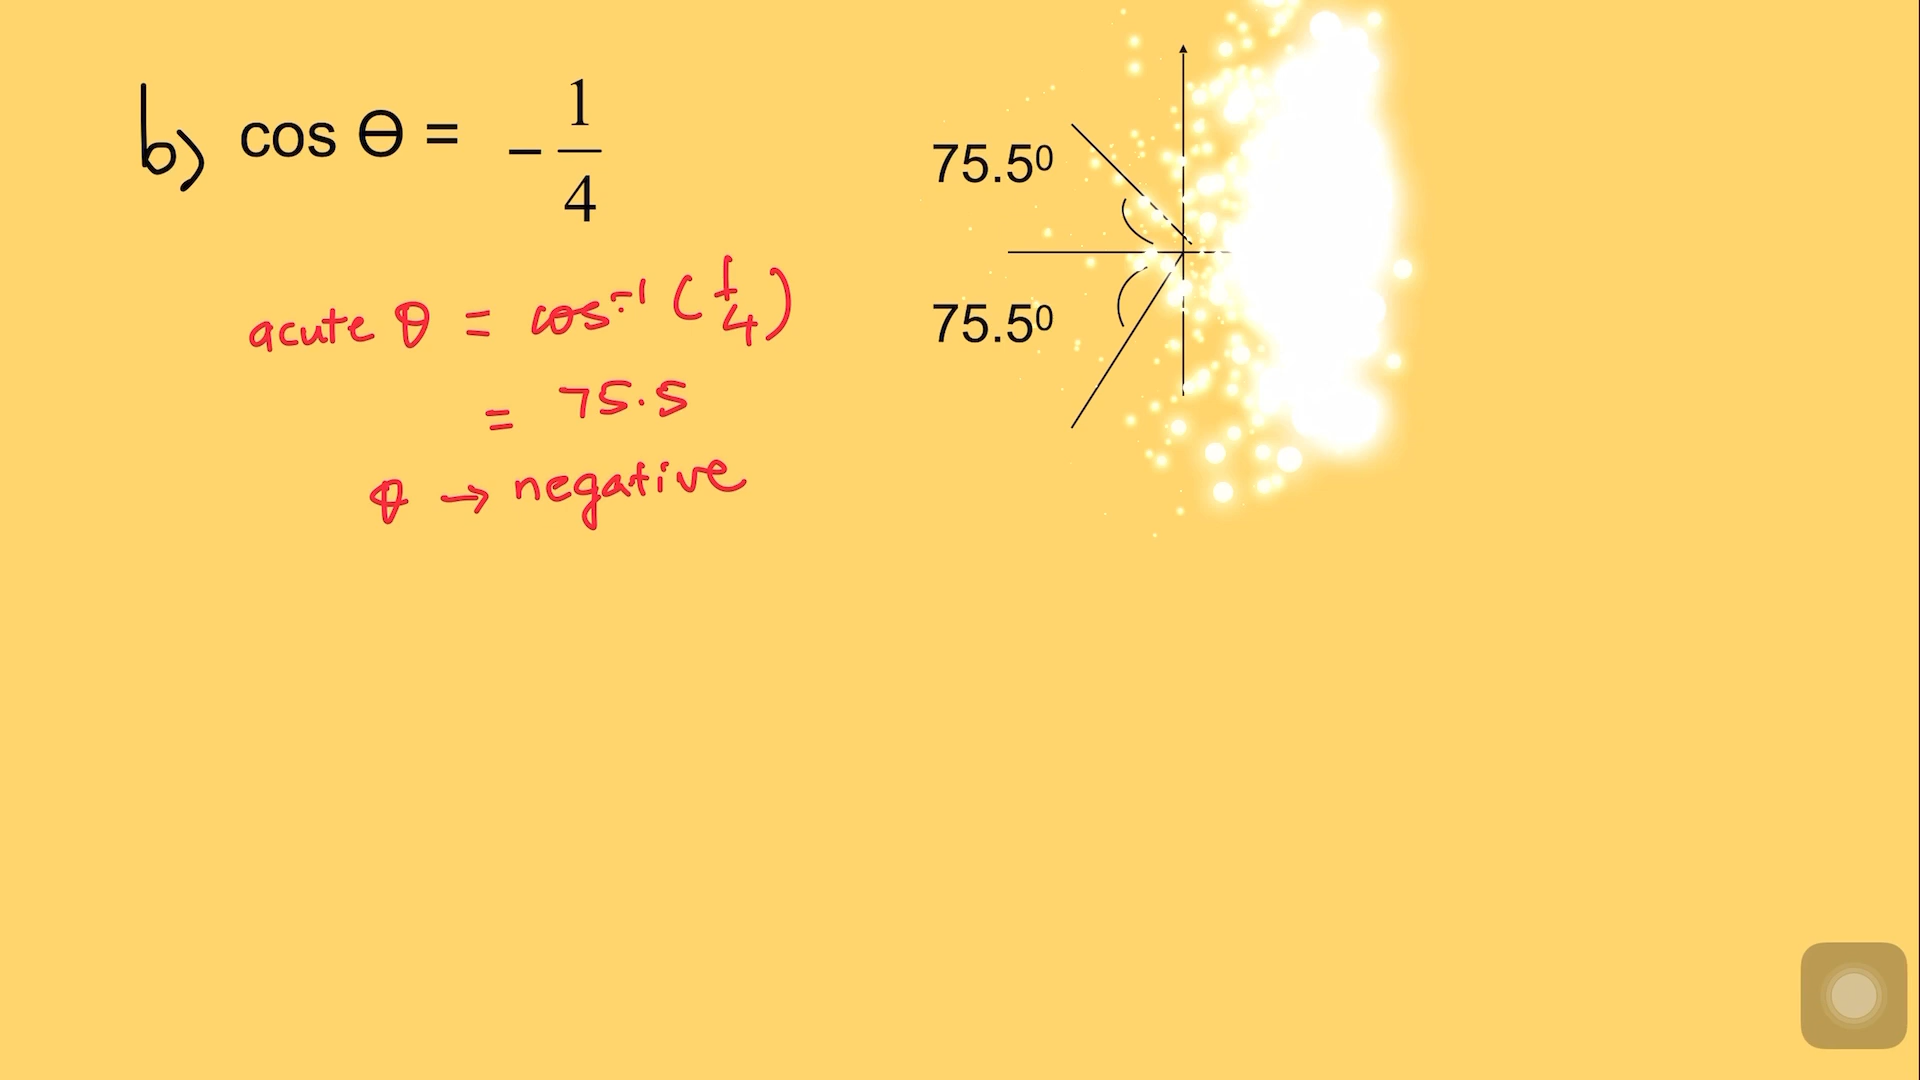 b) cos Θ = − 1/4
acute θ = cos⁻¹ (1/4)
= 75.5
θ → negative
75.5⁰
75.5⁰